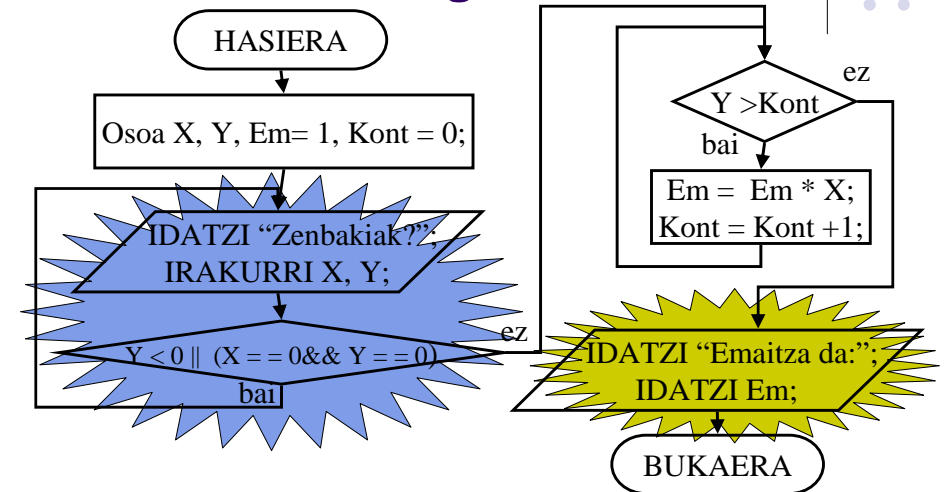 HASIERA
Osoa X, Y, Em= 1, Kont = 0;
IDATZI “Zenbakiak?”;
IRAKURRI X, Y;
Y < 0 || (X = = 0&& Y = = 0)
ez
bai
Y >Kont
ez
bai
Em = Em * X;
Kont = Kont +1;
IDATZI “Emaitza da:”;
IDATZI Em;
BUKAERA